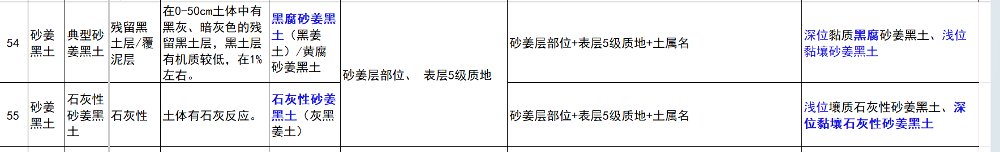 54
砂姜
黑土
典型砂
姜黑土
残留黑
土层/覆
泥层
在0-50cm土体中有
黑灰、暗灰色的残
留黑土层，黑土层
有机质较低，在1%
左右。
黑腐砂姜黑
土（黑姜
土）/黄腐
砂姜黑土
砂姜层部位、 表层5级质地
砂姜层部位+表层5级质地+土属名
深位黏质黑腐砂姜黑土、浅位
黏壤砂姜黑土
55
砂姜
黑土
石灰性
砂姜黑
土
石灰性
土体有石灰反应。
石灰性砂姜
黑土（灰黑
姜土）
砂姜层部位+表层5级质地+土属名
浅位壤质石灰性砂姜黑土、深
位黏壤石灰性砂姜黑土